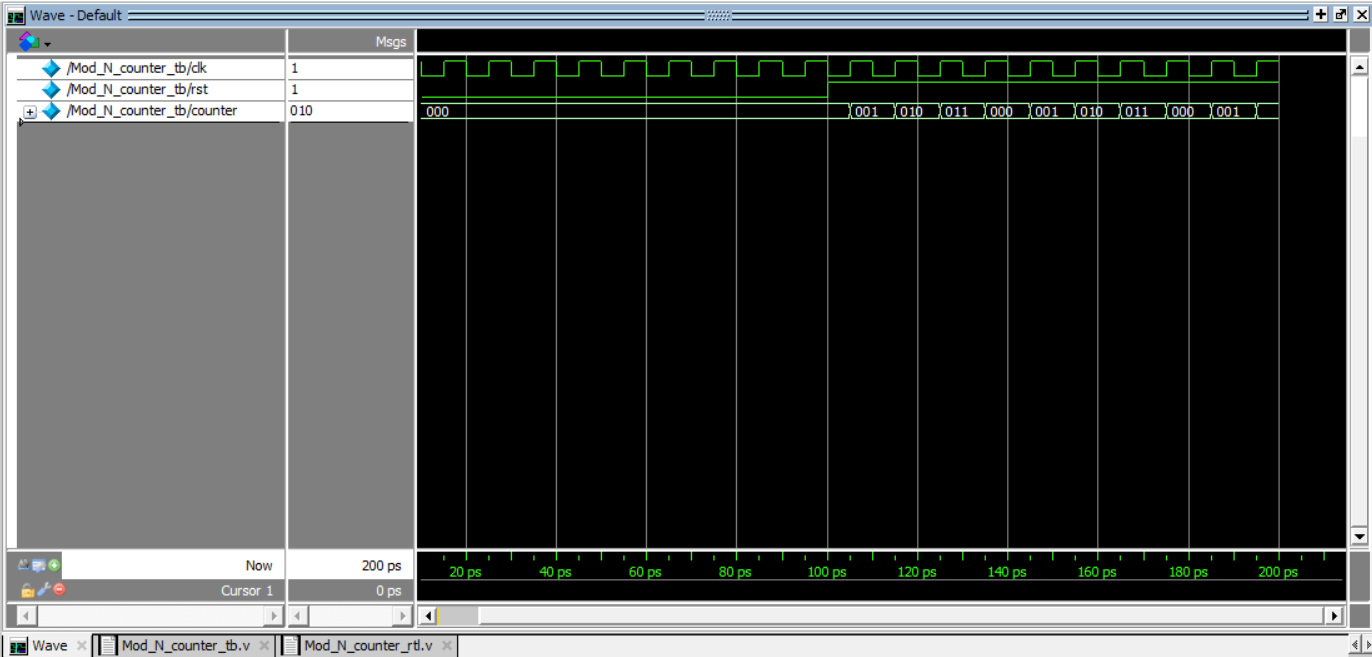 Wave - Default
Msgs
/Mod_N_counter_tb/clk 1
/Mod_N_counter_tb/rst 1
/Mod_N_counter_tb/counter 010 000 001 010 011 000 001 010 011 000 001
Now 200 ps
20 ps 40 ps 60 ps 80 ps 100 ps 120 ps 140 ps 160 ps 180 ps 200 ps
Cursor 1 0 ps
Wave Mod_N_counter_tb.v Mod_N_counter_rtl.v